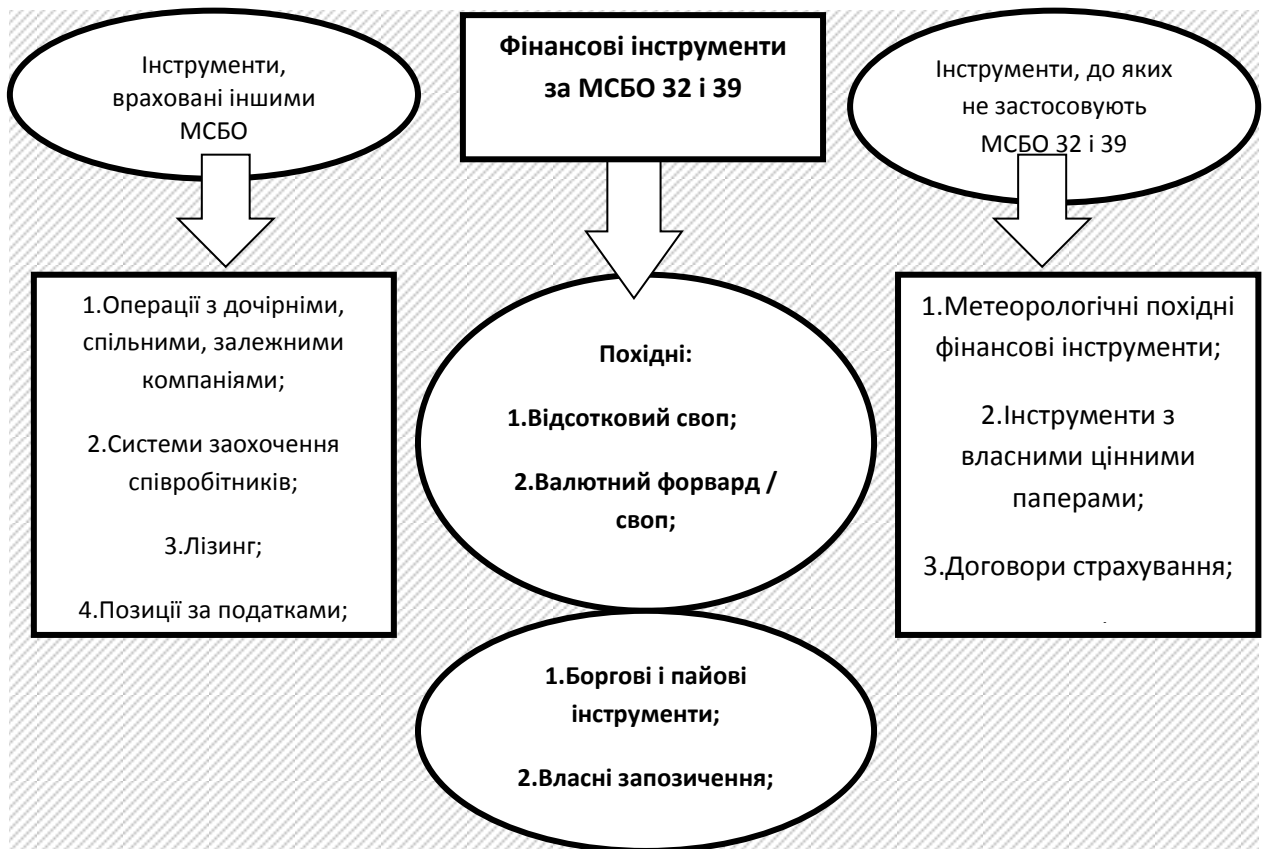 Інструменти,
враховані іншими
МСБО
Фінансові інструменти
за МСБО 32 і 39
Інструменти, до яких
не застосовують
МСБО 32 і 39
1.Операції з дочірніми,
спільними, залежними
компаніями;
2.Системи заохочення
співробітників;
3.Лізинг;
4.Позиції за податками;
Похідні:
1.Відсотковий своп;
2.Валютний форвард /
своп;
1.Метеорологічні похідні
фінансові інструменти;
2.Інструменти з
власними цінними
паперами;
3.Договори страхування;
1.Боргові і пайові
інструменти;
2.Власні запозичення;